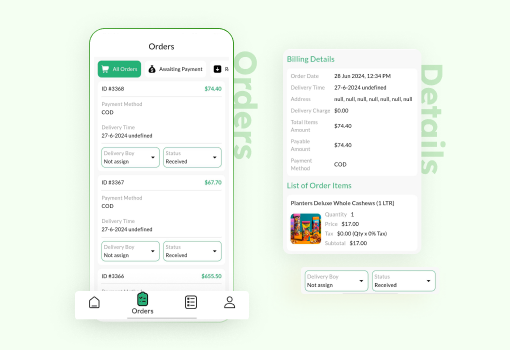 Orders
All Orders
Awaiting Payment
R
ID #3368 $74.40
Payment Method
COD
Delivery Time
27-6-2024 undefined
Delivery Boy Status
Not assign Received
ID #3367 $67.70
Payment Method
COD
Delivery Time
27-6-2024 undefined
Delivery Boy Status
Not assign Received
ID #3366 $655.50
Orders
Orders
Billing Details
Order Date 28 Jun 2024, 12:34 PM
Delivery Time 27-6-2024 undefined
Address null, null, null, null, null, null, null
Delivery Charge $0.00
Total Items
Amount $74.40
Payable
Amount $74.40
Payment
Method COD
List of Order Items
Planters Deluxe Whole Cashews (1 LTR)
Quantity 1
Price $17.00
Tax $0.00 (Qty x 0% Tax)
Subtotal $17.00
Delivery Boy Status
Not assign Received
Details